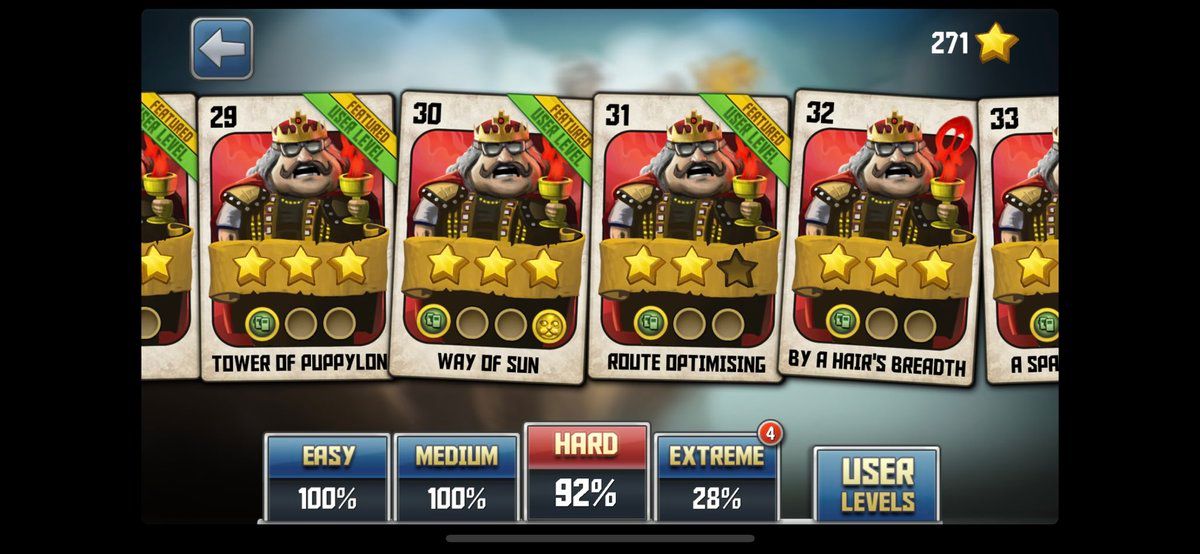 271
FEATURED
USER LEVEL
29
FEATURED
USER LEVEL
30
FEATURED
USER LEVEL
31
FEATURED
USER LEVEL
32
33
TOWER OF PUPPYLON
WAY OF SUN
ROUTE OPTIMISING
BY A HAIR'S BREADTH
A SPA
EASY
100%
MEDIUM
100%
HARD
92%
EXTREME
4
28%
USER
LEVELS